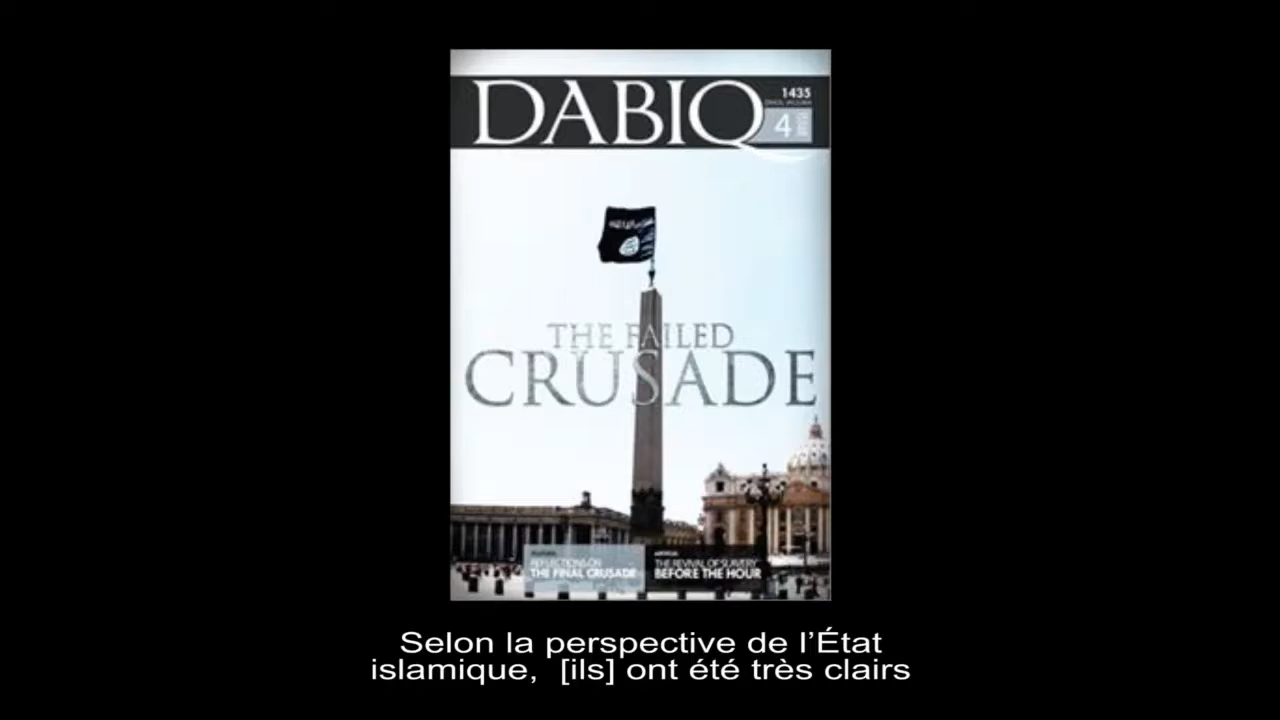 DABIQ
1435
4
ISSUE
THE FAILED
CRUSADE
REFLECTIONS ON
THE FINAL CRUSADE
THE REVIVAL OF SLAVERY
BEFORE THE HOUR
Selon la perspective de l’État
islamique, [ils] ont été très clairs